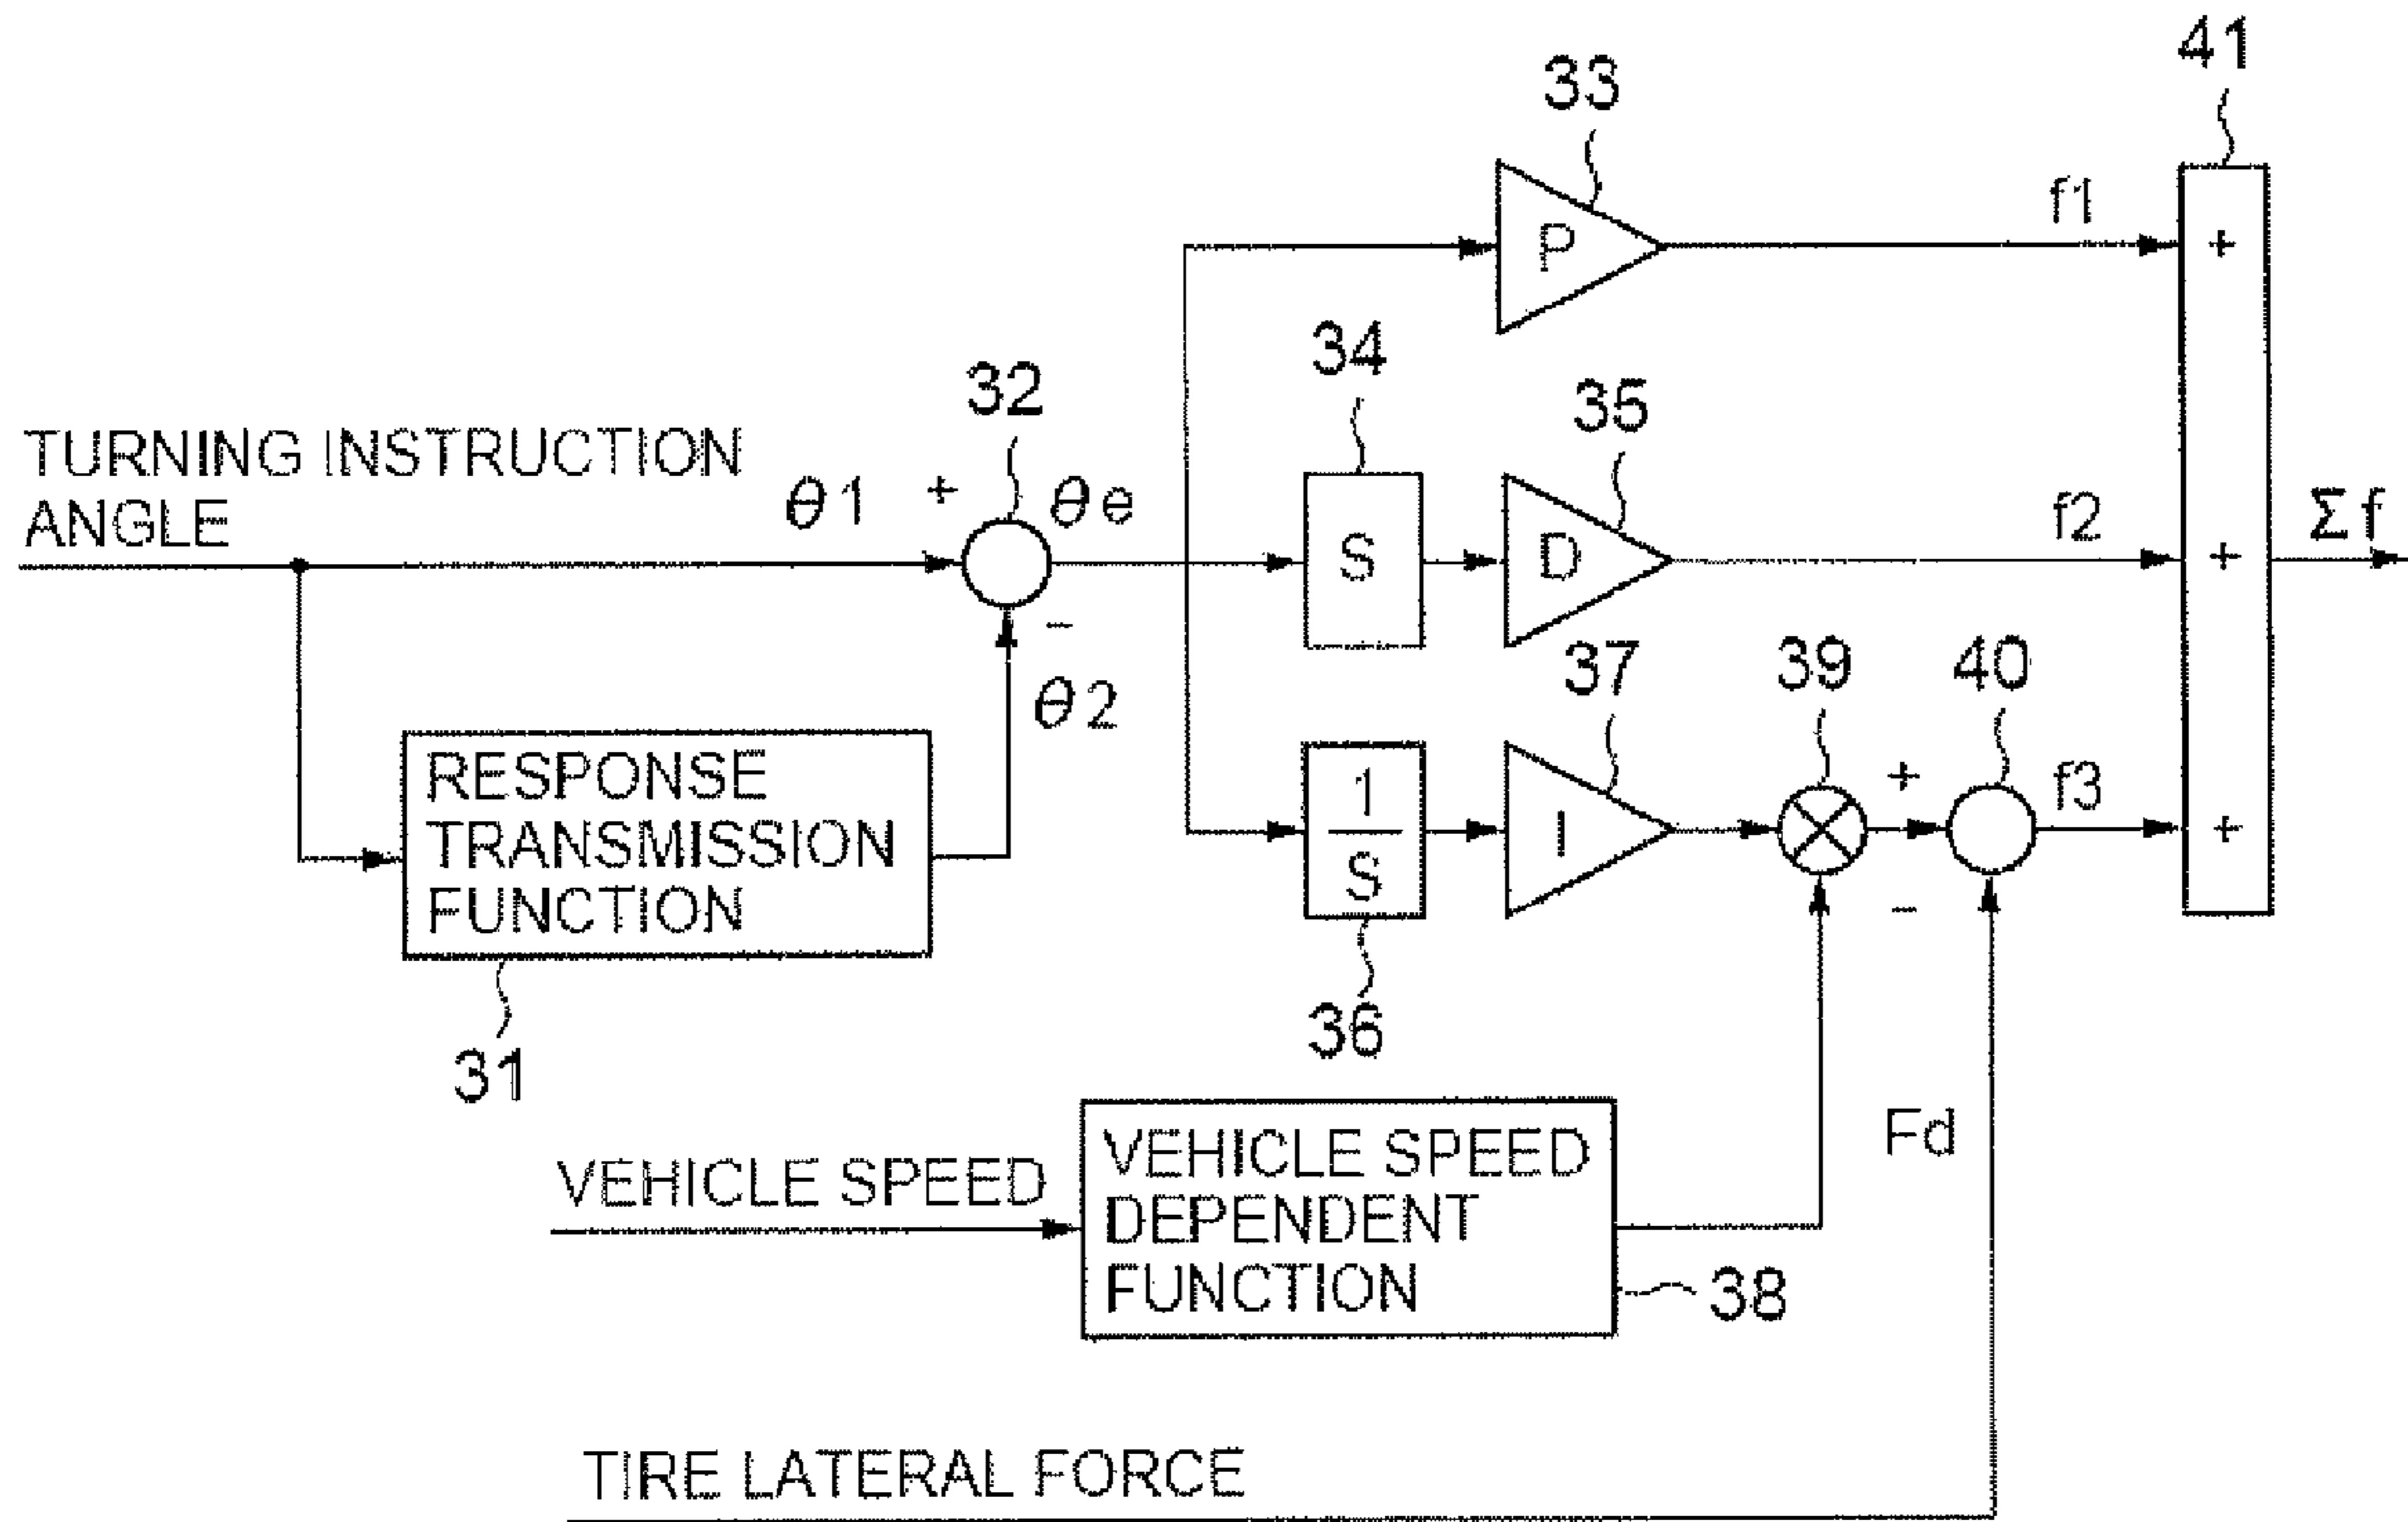 41
33
P
f1
+
34
35
32
TURNING INSTRUCTION
ANGLE
θ1
+
θe
S
D
f2
+
Σf
-
θ2
37
39
40
RESPONSE
TRANSMISSION
FUNCTION
1
S
I
+
-
f3
+
31
36
VEHICLE SPEED
VEHICLE SPEED
DEPENDENT
FUNCTION
38
Fd
TIRE LATERAL FORCE